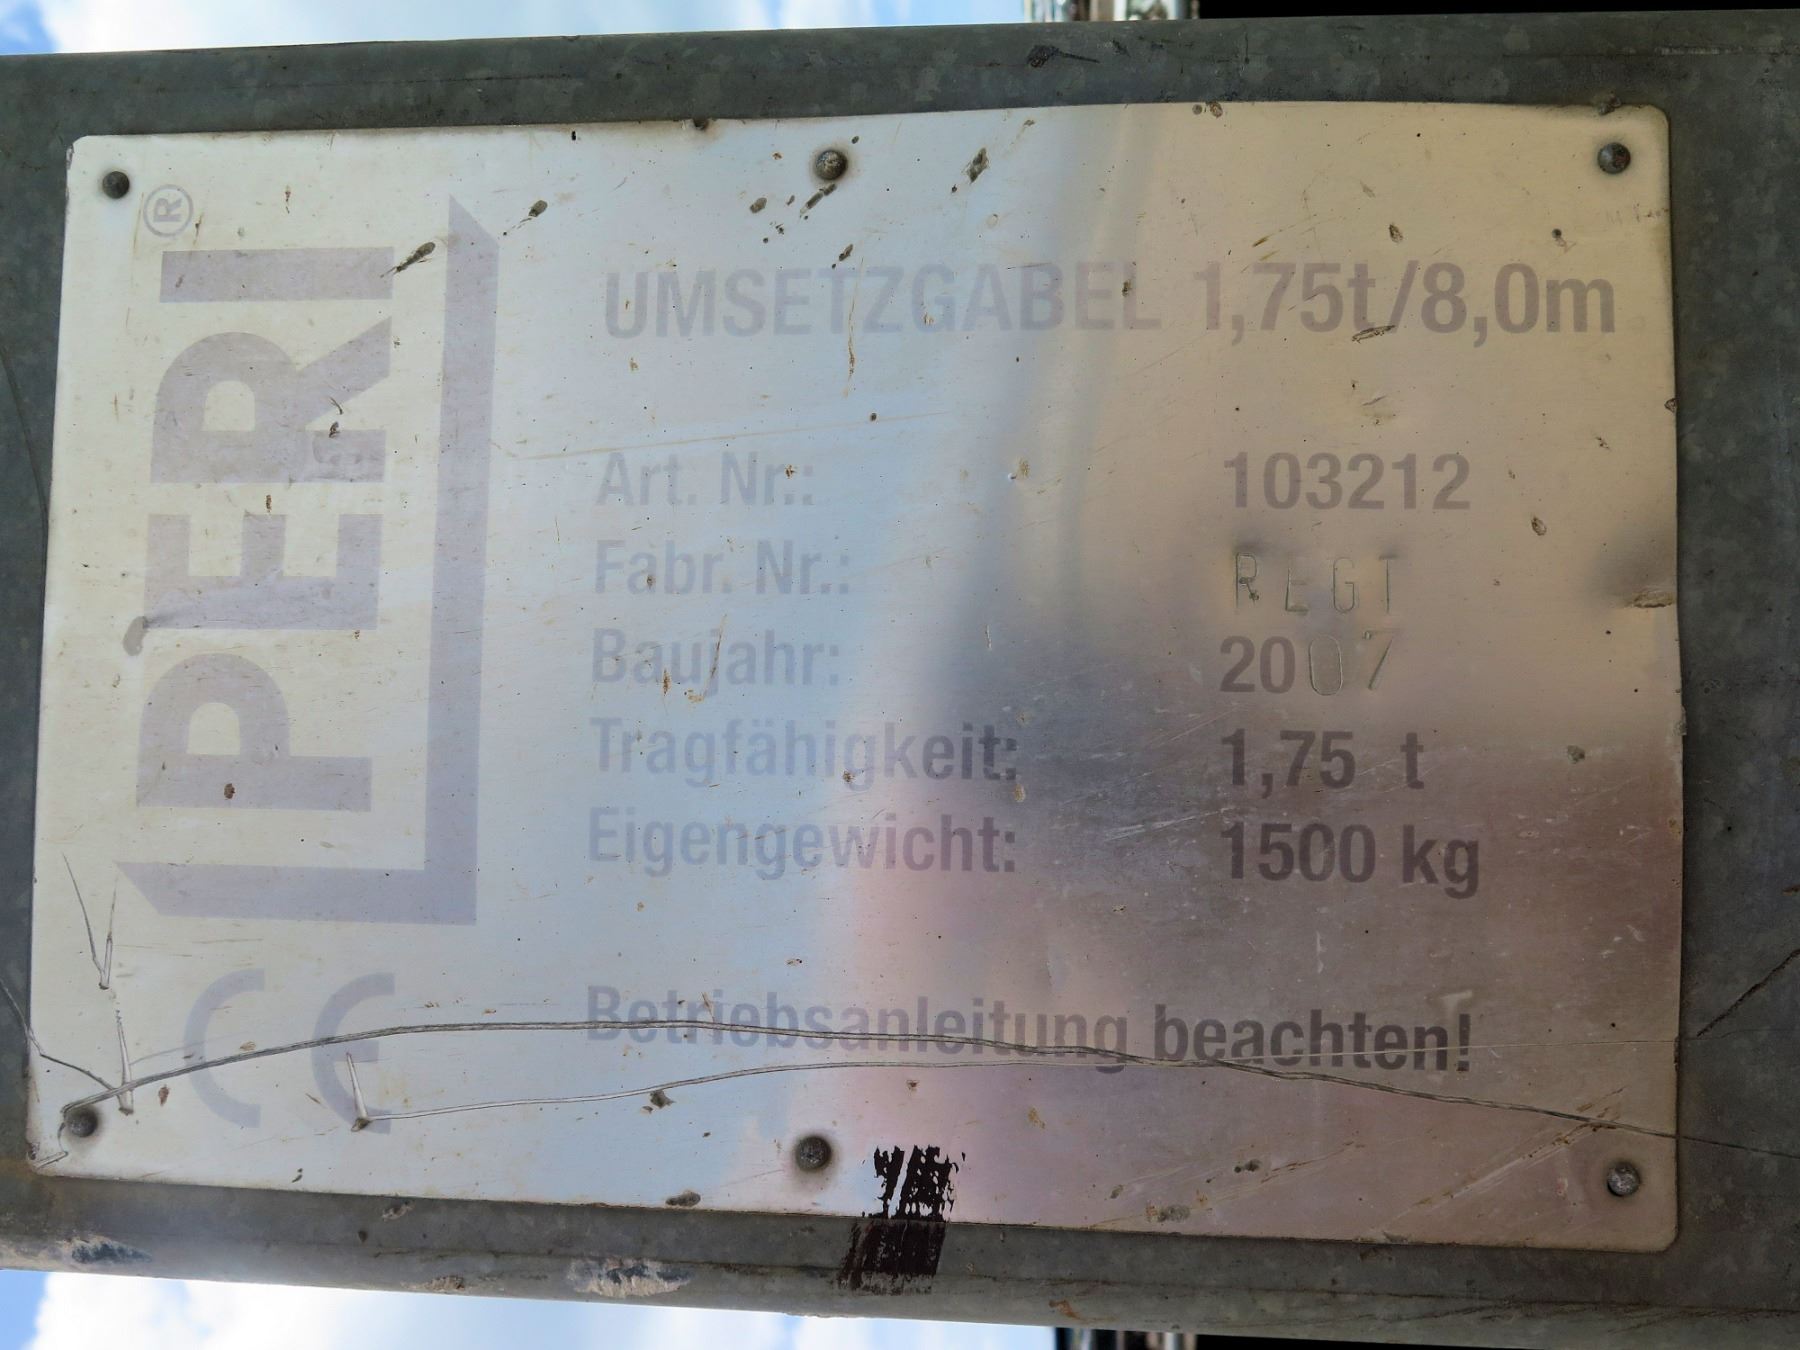 PERI®
UMSETZGABEL 1,75t/8,0m
Art. Nr.: 103212
Fabr. Nr.: REGT
Baujahr: 2007
Tragfähigkeit: 1,75 t
Eigengewicht: 1500 kg
Betriebsanleitung beachten!
CE